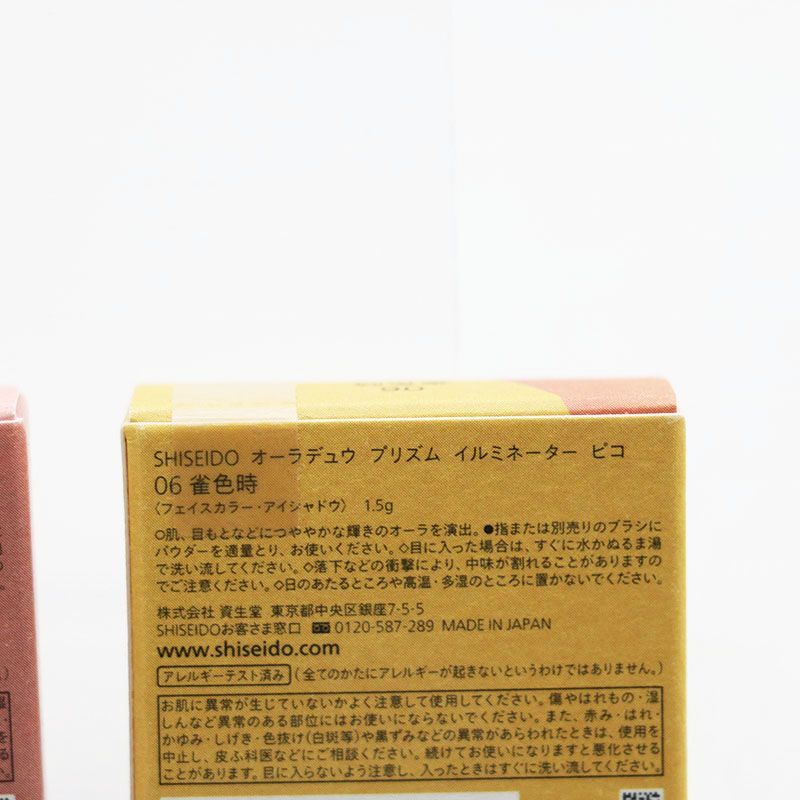 SHISEIDO オーラデュウ プリズム イルミネーター ピコ
06 雀色時
〈フェイスカラー・アイシャドウ〉 1.5g
○肌、目もとなどにつややかな輝きのオーラを演出。●指または別売りのブラシに
パウダーを適量とり、お使いください。◇目に入った場合は、すぐに水かぬるま湯
で洗い流してください。◇落下などの衝撃により、中味が割れることがありますの
でご注意ください。◇日のあたるところや高温・多湿のところに置かないでください。
株式会社 資生堂 東京都中央区銀座7-5-5
SHISEIDOお客さま窓口 0120-587-289 MADE IN JAPAN
www.shiseido.com
アレルギーテスト済み (全てのかたにアレルギーが起きないというわけではありません。)
お肌に異常が生じていないかよく注意して使用してください。傷やはれもの・湿
しんなど異常のある部位にはお使いにならないでください。また、赤み・はれ・
かゆみ・しげき・色抜け(白斑等)や黒ずみなどの異常があらわれたときは、使用を
中止し、皮ふ科医などにご相談ください。続けてお使いになりますと悪化させる
ことがあります。目に入らないよう注意し、入ったときはすぐに洗い流してください。